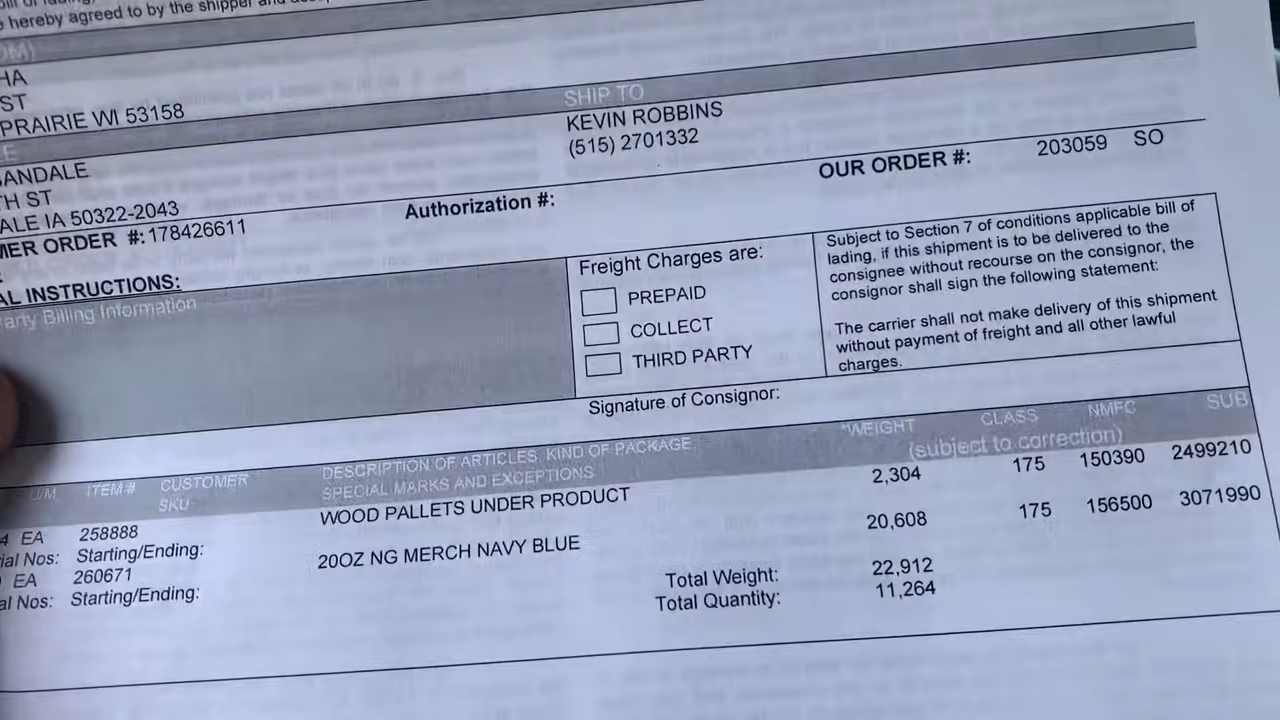 hereby agreed to by the shipper and
HA
ST
PRAIRIE WI 53158
SHIP TO
KEVIN ROBBINS
(515) 2701332
ANDALE
TH ST
ALE IA 50322-2043
MER ORDER #: 178426611
Authorization #:
OUR ORDER #: 203059 SO
AL INSTRUCTIONS:
arty Billing Information
Freight Charges are:
PREPAID
COLLECT
THIRD PARTY
Subject to Section 7 of conditions applicable bill of
lading, if this shipment is to be delivered to the
consignee without recourse on the consignor, the
consignor shall sign the following statement:
The carrier shall not make delivery of this shipment
without payment of freight and all other lawful
charges.
Signature of Consignor:
U/M ITEM# CUSTOMER SKU
DESCRIPTION OF ARTICLES, KIND OF PACKAGE,
SPECIAL MARKS AND EXCEPTIONS
*WEIGHT CLASS NMFC SUB
(subject to correction)
4 EA 258888 WOOD PALLETS UNDER PRODUCT 2,304 175 150390 2499210
ial Nos: Starting/Ending:
EA 260671 20OZ NG MERCH NAVY BLUE 20,608 175 156500 3071990
al Nos: Starting/Ending:
Total Weight: 22,912
Total Quantity: 11,264